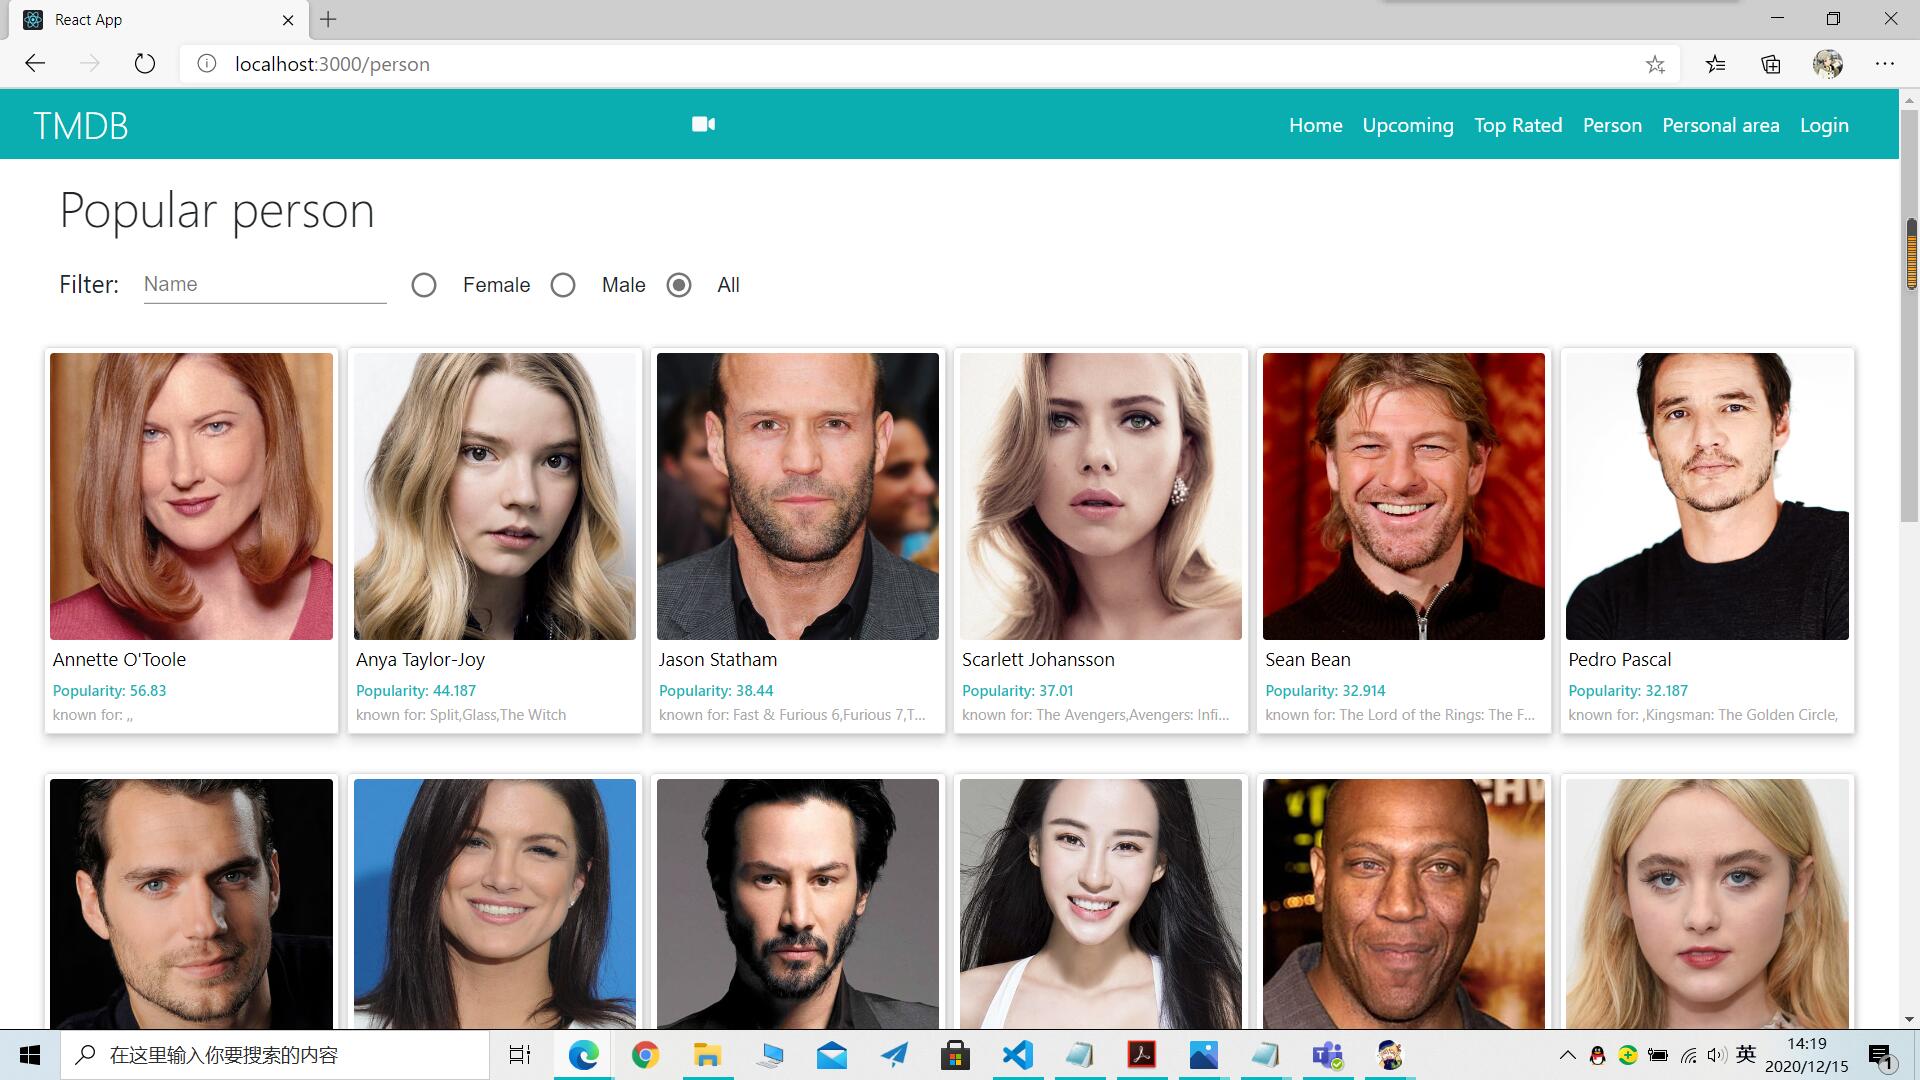 React App
localhost:3000/person
TMDB
Home Upcoming Top Rated Person Personal area Login
Popular person
Filter: Name Female Male All
Annette O'Toole
Popularity: 56.83
known for: ,,
Anya Taylor-Joy
Popularity: 44.187
known for: Split,Glass,The Witch
Jason Statham
Popularity: 38.44
known for: Fast & Furious 6,Furious 7,T...
Scarlett Johansson
Popularity: 37.01
known for: The Avengers,Avengers: Infi...
Sean Bean
Popularity: 32.914
known for: The Lord of the Rings: The F...
Pedro Pascal
Popularity: 32.187
known for: ,Kingsman: The Golden Circle,
在这里输入你要搜索的内容
英
14:19
2020/12/15
1